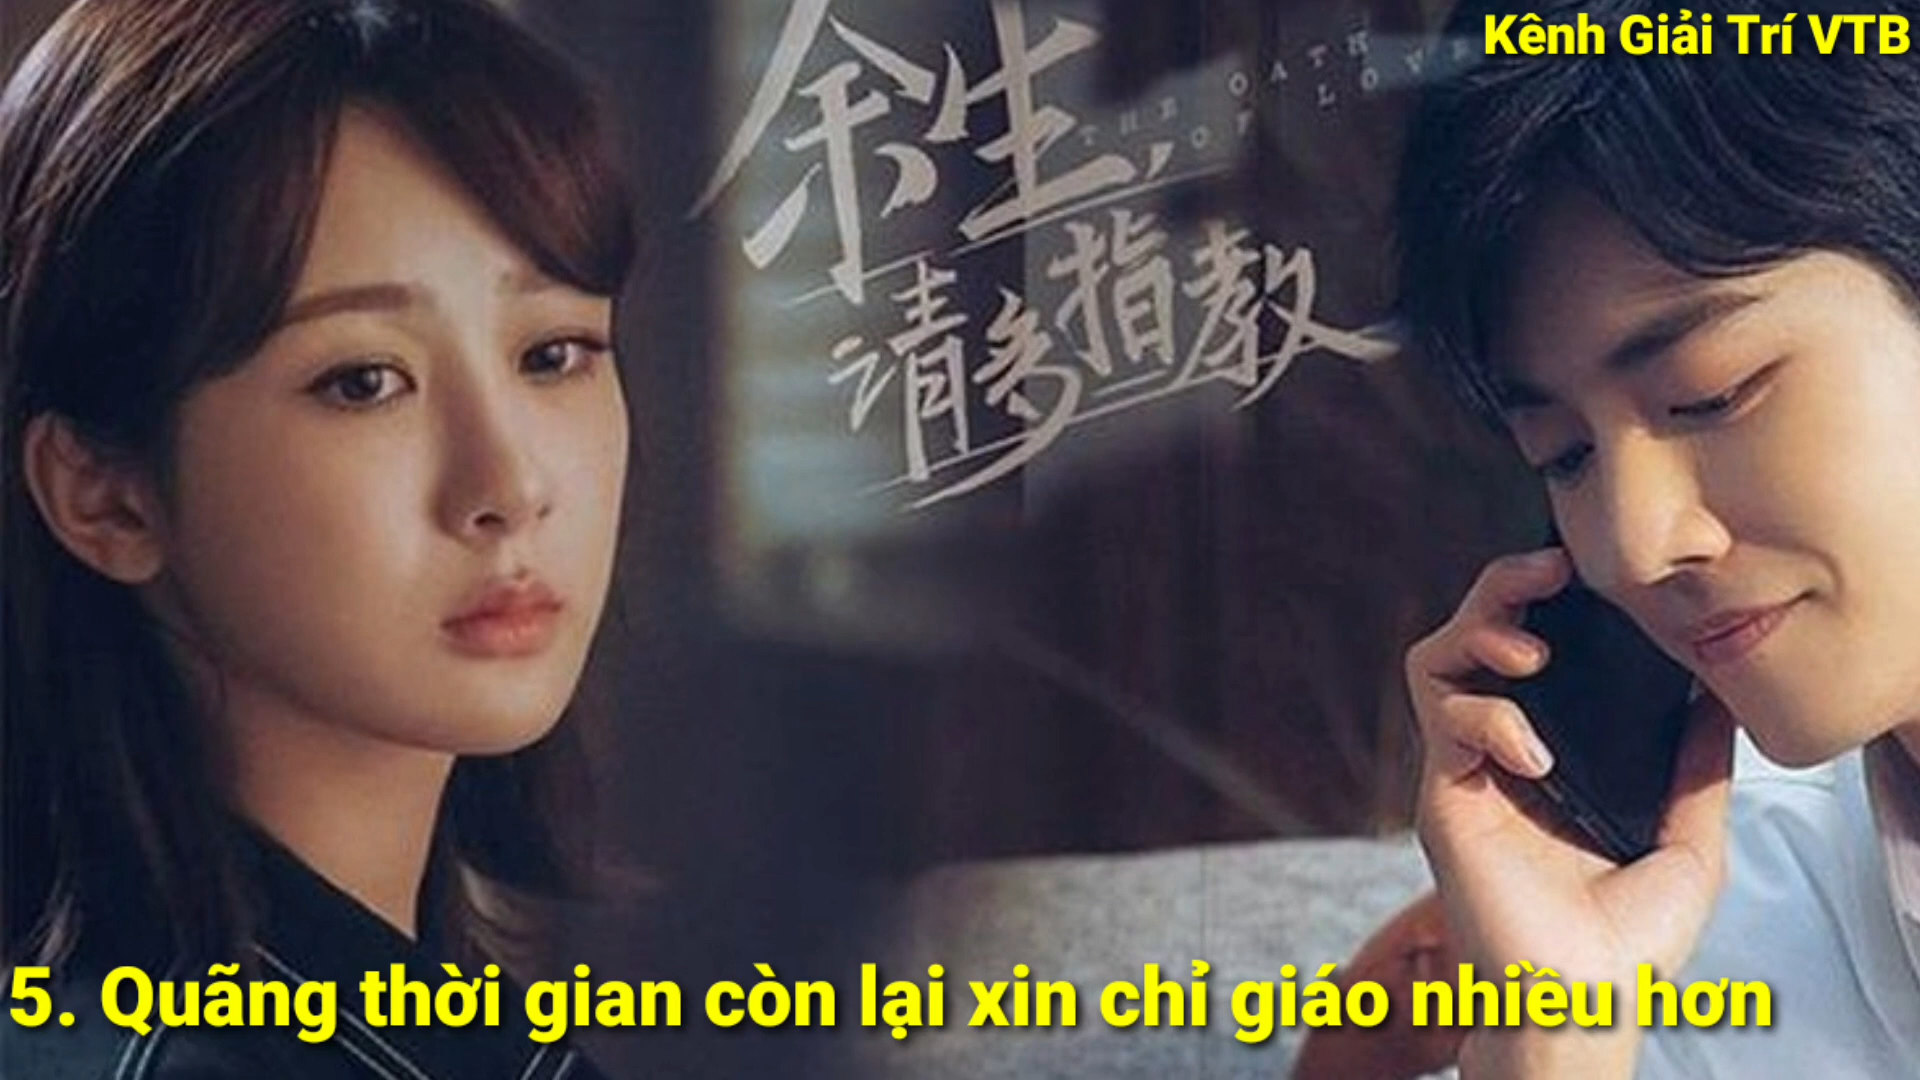 Kênh Giải Trí VTB
余生,
THE OATH
OF LOVE
请多指教
5. Quãng thời gian còn lại xin chỉ giáo nhiều hơn